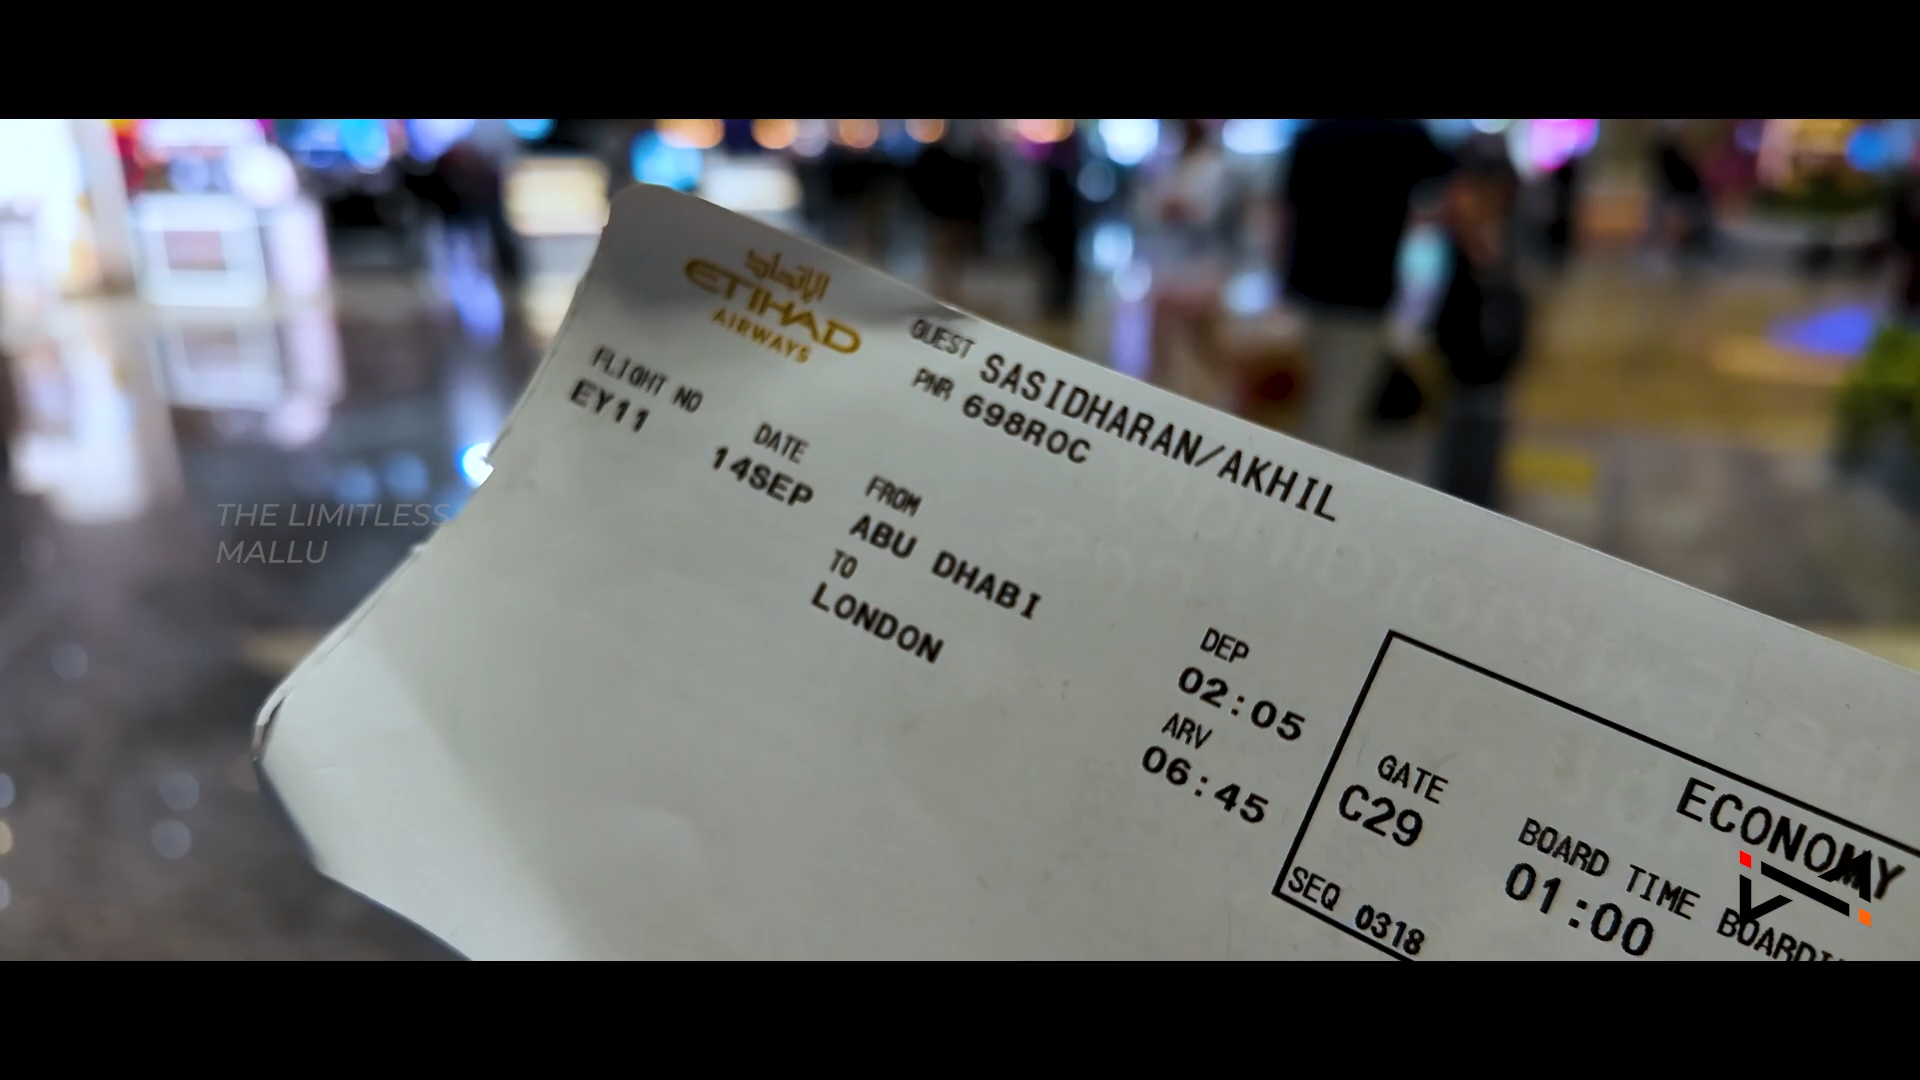 الإتحاد
ETIHAD
AIRWAYS
GUEST SASIDHARAN/AKHIL
PNR 698ROC
FLIGHT NO
EY11
DATE
14SEP
FROM
ABU DHABI
TO
LONDON
THE LIMITLESS
MALLU
DEP
02:05
ARV
06:45
ECONOMY
GATE
C29
BOARD TIME
01:00
SEQ 0318